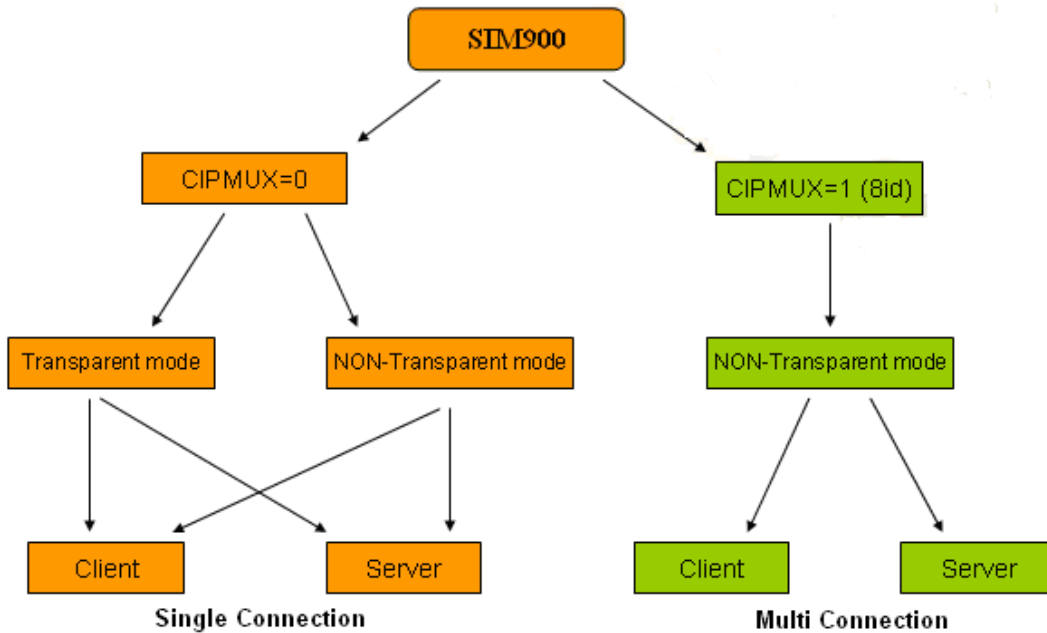 SIM900
CIPMUX=0
CIPMUX=1 (8id)
Transparent mode
NON-Transparent mode
NON-Transparent mode
Client
Server
Client
Server
Single Connection
Multi Connection